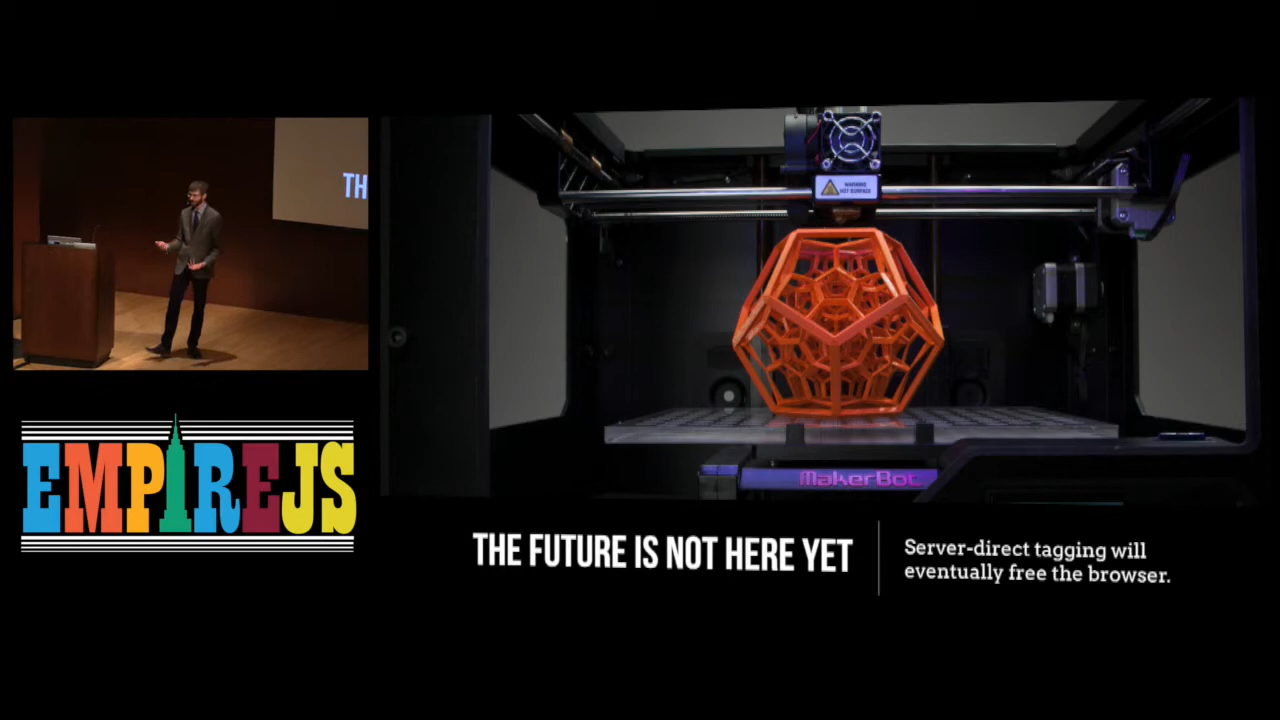 TH
WARNING
HOT SURFACE
MakerBot
EMPIREJS
THE FUTURE IS NOT HERE YET
Server-direct tagging will
eventually free the browser.